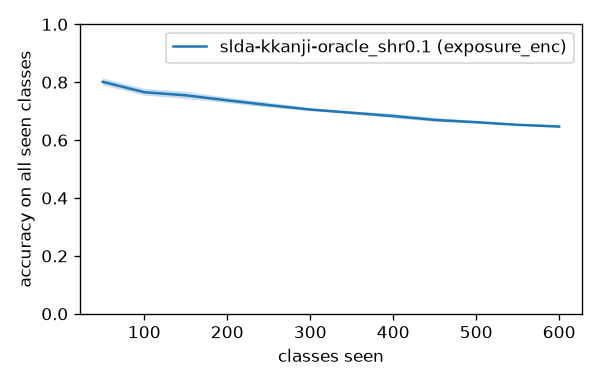 slda-kkanji-oracle_shr0.1 (exposure_enc)
accuracy on all seen classes
1.0
0.8
0.6
0.4
0.2
0.0
100 200 300 400 500 600
classes seen